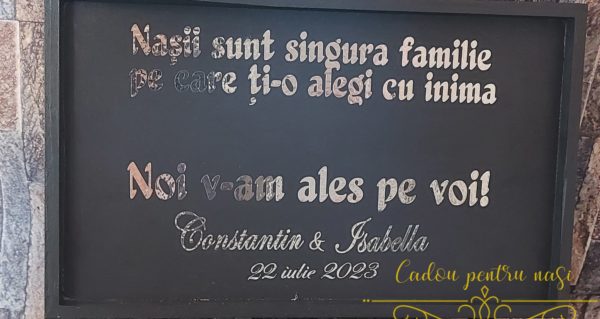 Nașii sunt singura familie
pe care ți-o alegi cu inima
Noi v-am ales pe voi!
Constantin & Isabella
22 iulie 2023
Cadou pentru nași